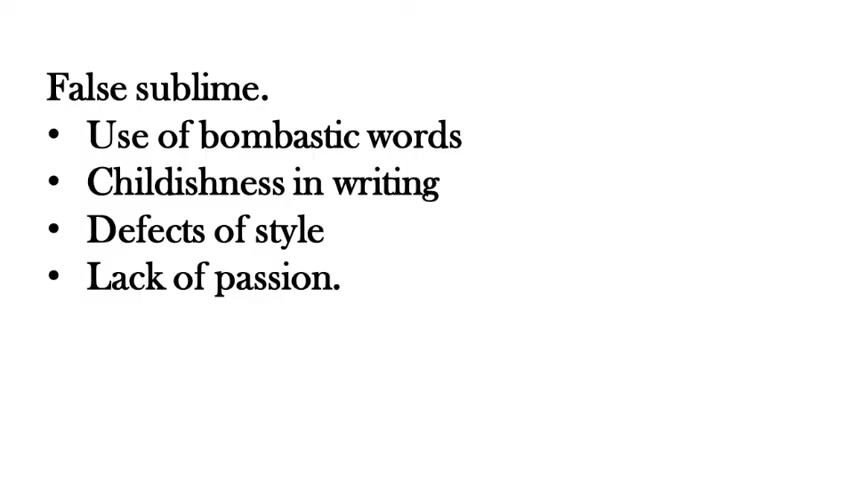 False sublime.
• Use of bombastic words
• Childishness in writing
• Defects of style
• Lack of passion.